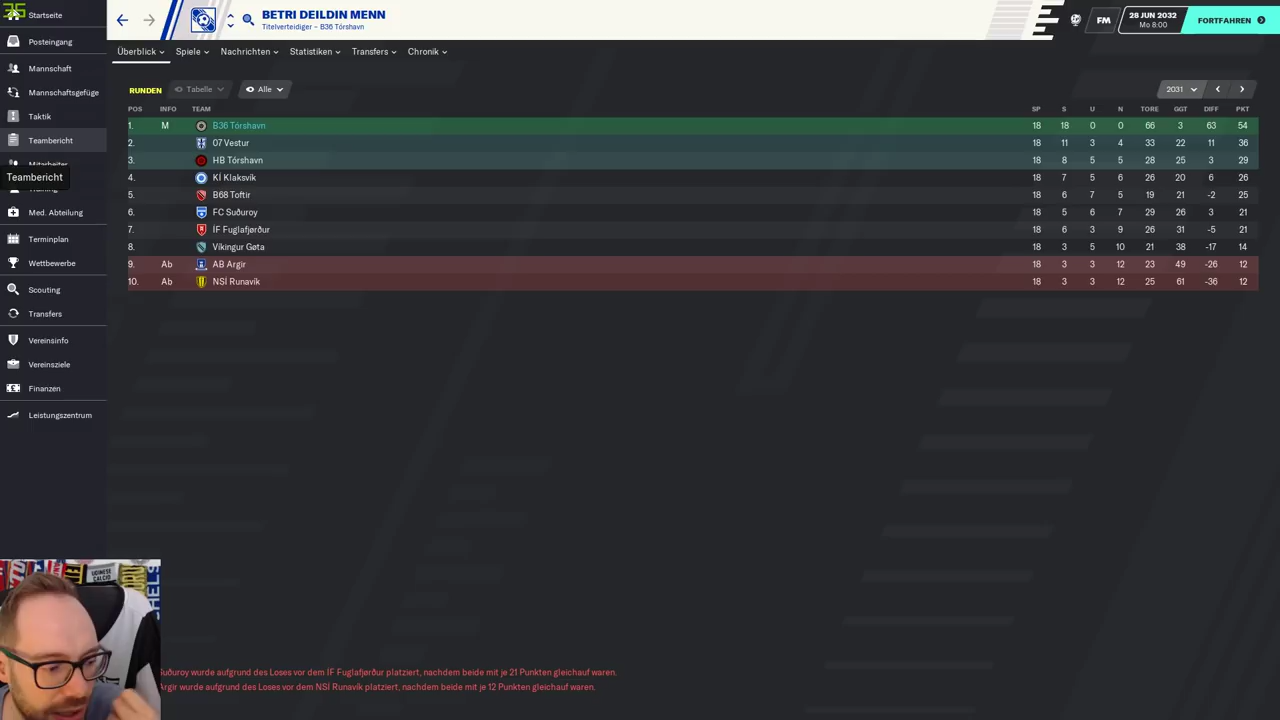 Startseite
Posteingang
Mannschaft
Mannschaftsgefüge
Taktik
Teambericht
Teambericht
Med. Abteilung
Terminplan
Wettbewerbe
Scouting
Transfers
Vereinsinfo
Vereinsziele
Finanzen
Leistungszentrum
BETRI DEILDIN MENN
Titelverteidiger – B36 Tórshavn
FM
28 JUN 2032
Mo 8:00
FORTFAHREN
Überblick Spiele Nachrichten Statistiken Transfers Chronik
RUNDEN Tabelle Alle 2031
POS INFO TEAM SP S U N TORE GGT DIFF PKT
1. M B36 Tórshavn 18 18 0 0 66 3 63 54
2. 07 Vestur 18 11 3 4 33 22 11 36
3. HB Tórshavn 18 8 5 5 28 25 3 29
4. KÍ Klaksvík 18 7 5 6 26 20 6 26
5. B68 Toftir 18 6 7 5 19 21 -2 25
6. FC Suðuroy 18 5 6 7 29 26 3 21
7. ÍF Fuglafjørður 18 6 3 9 26 31 -5 21
8. Víkingur Gøta 18 3 5 10 21 38 -17 14
9. Ab AB Argir 18 3 3 12 23 49 -26 12
10. Ab NSÍ Runavík 18 3 3 12 25 61 -36 12
Suðuroy wurde aufgrund des Loses vor dem ÍF Fuglafjørður platziert, nachdem beide mit je 21 Punkten gleichauf waren.
Argir wurde aufgrund des Loses vor dem NSÍ Runavík platziert, nachdem beide mit je 12 Punkten gleichauf waren.
UDINESE
CALCIO